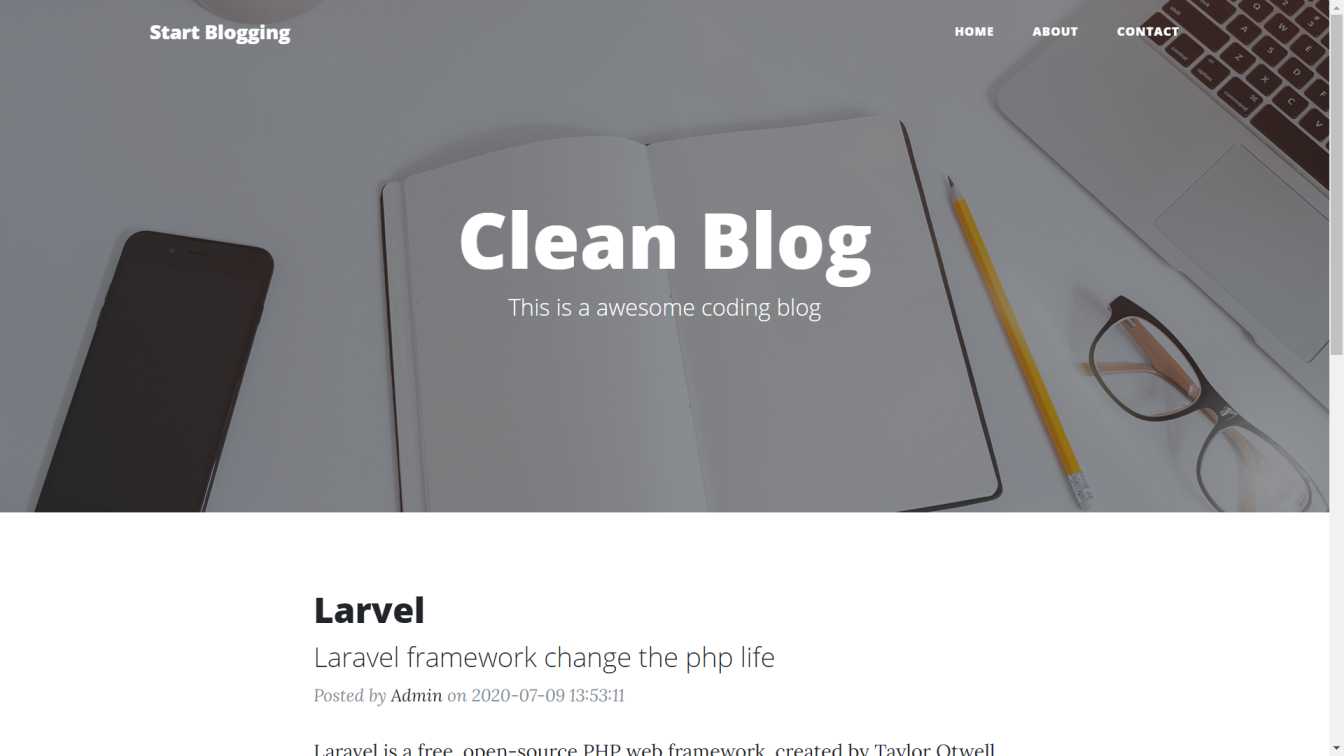 Start Blogging
HOME ABOUT CONTACT
Clean Blog
This is a awesome coding blog
Larvel
Laravel framework change the php life
Posted by Admin on 2020-07-09 13:53:11
Laravel is a free, open-source PHP web framework, created by Taylor Otwell